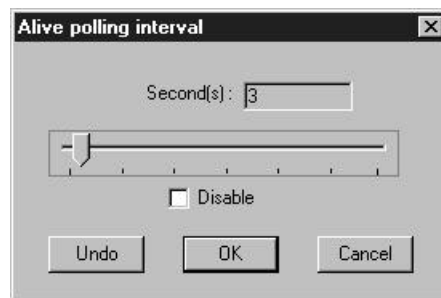 Alive polling interval
Second(s): 3
Disable
Undo OK Cancel